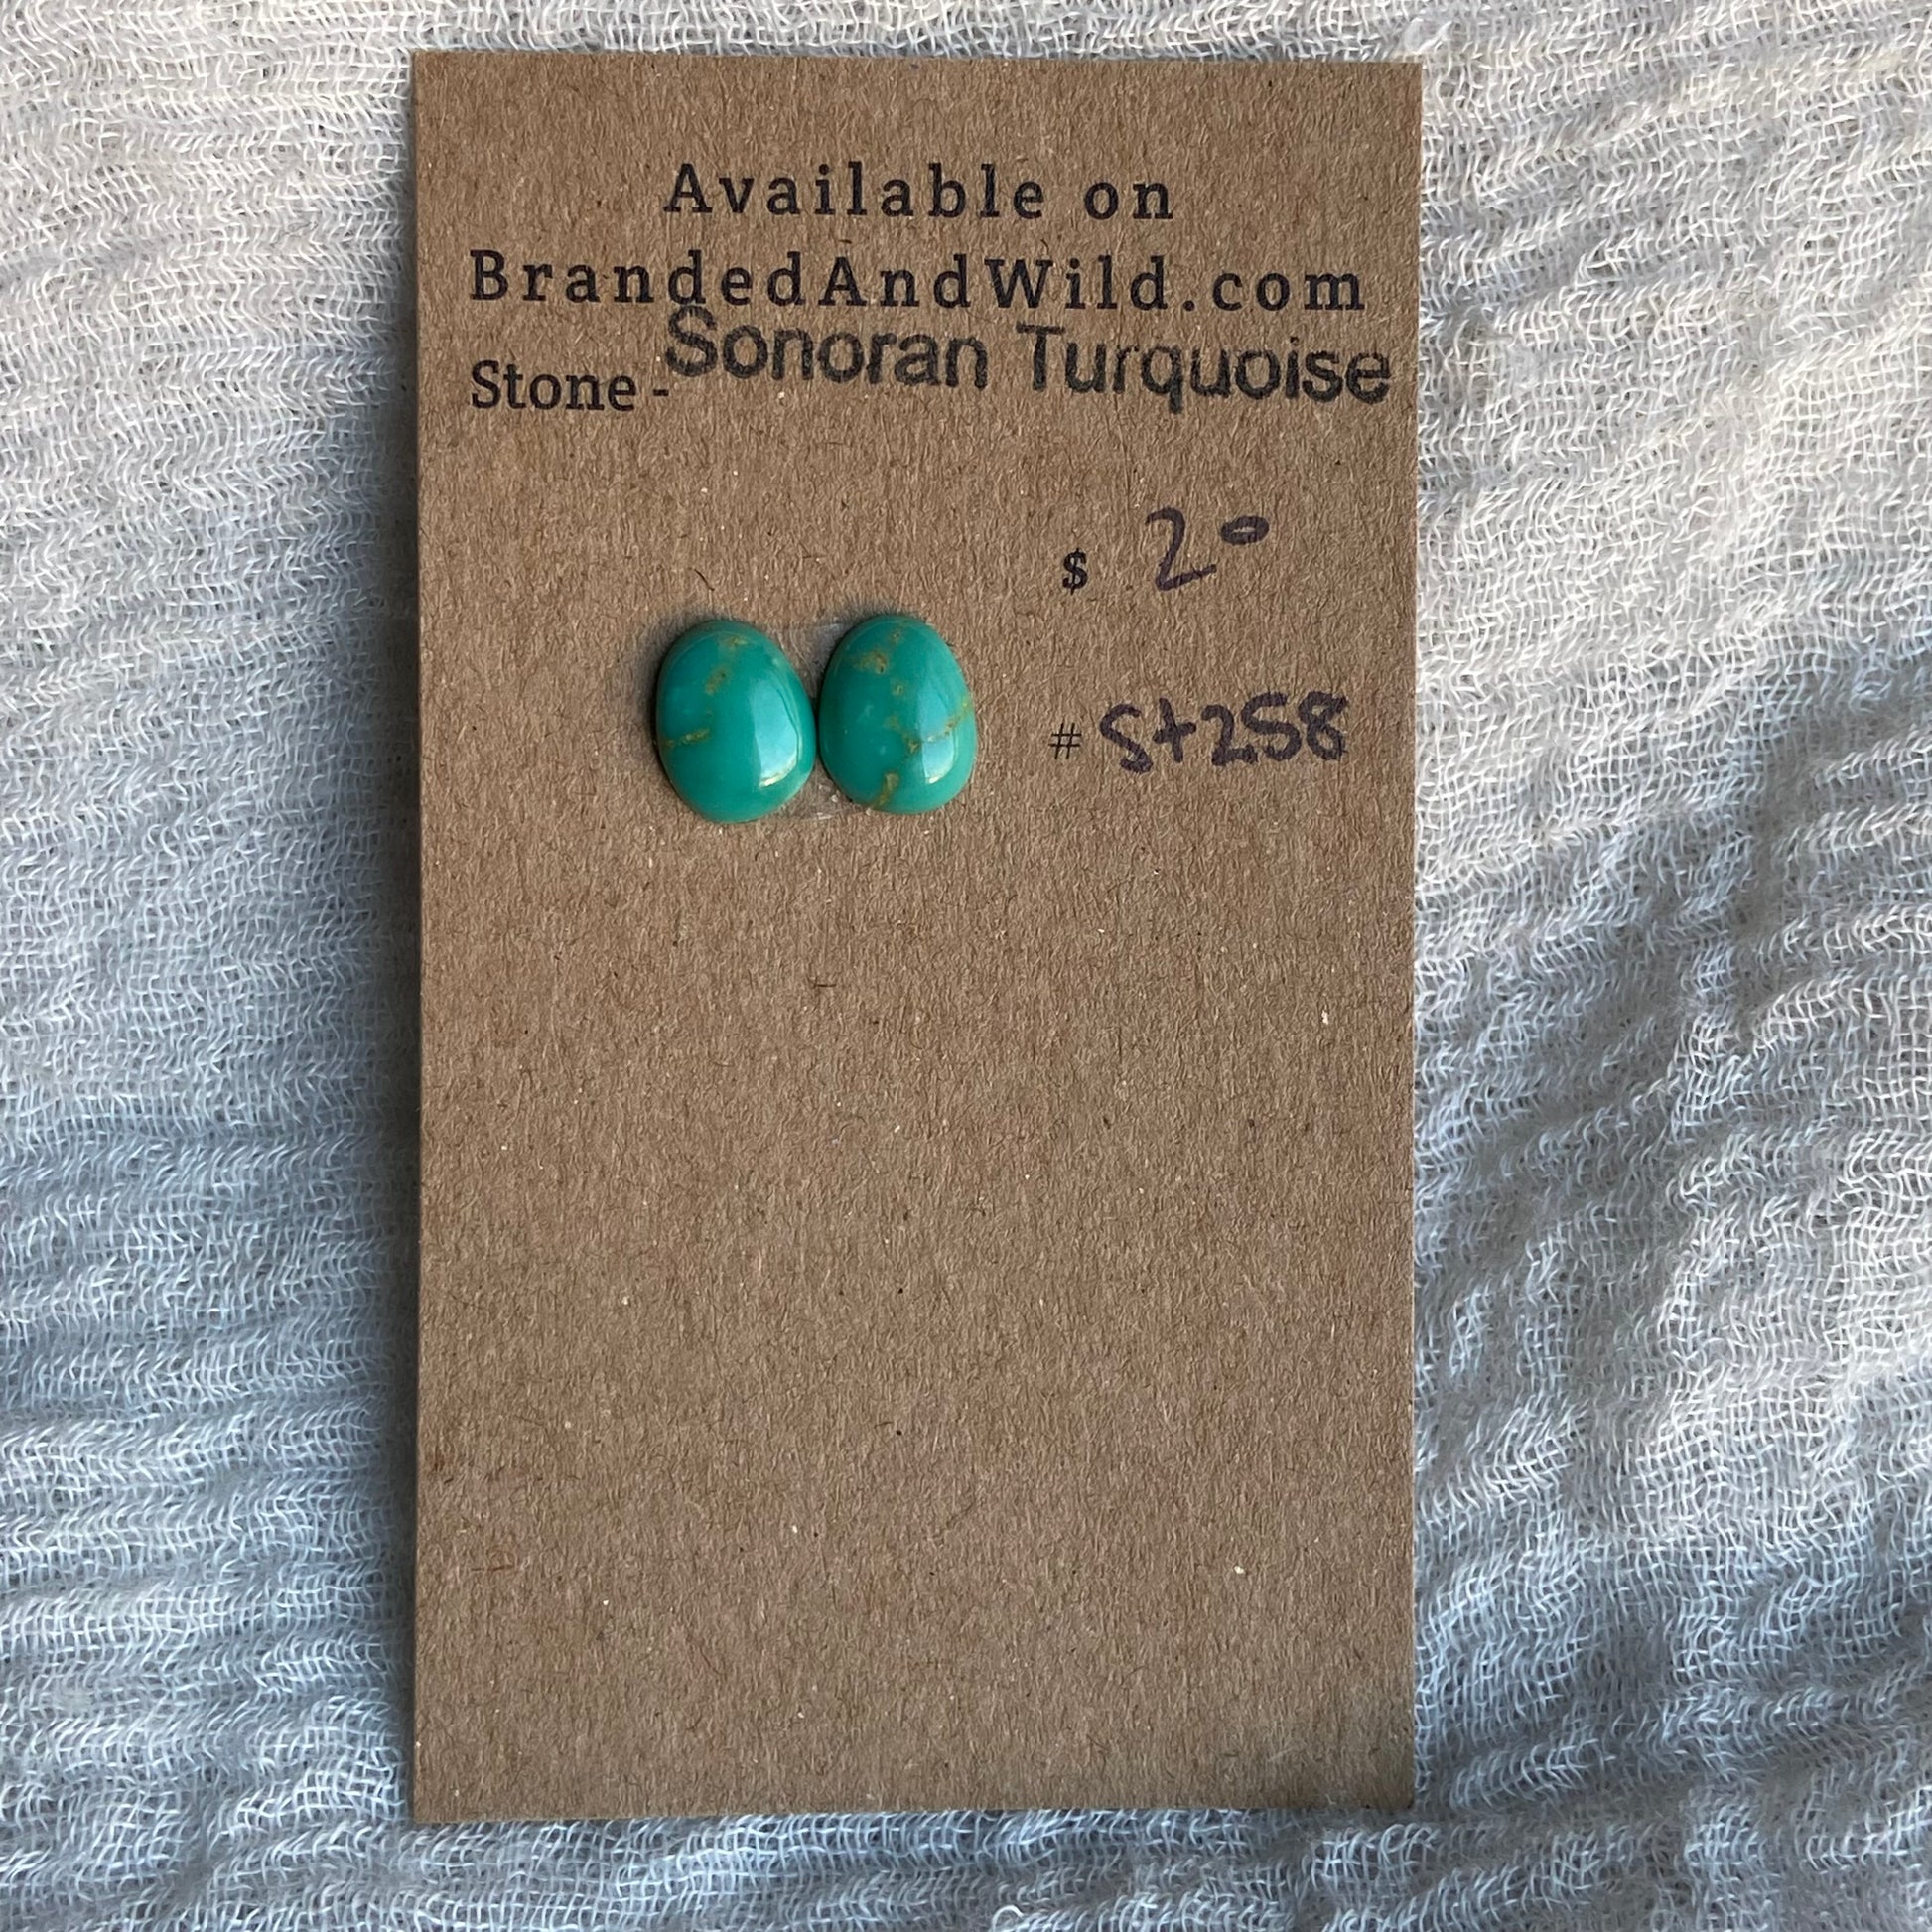 Available on
BrandedAndWild.com
Stone - Sonoran Turquoise
$ 20
# St258